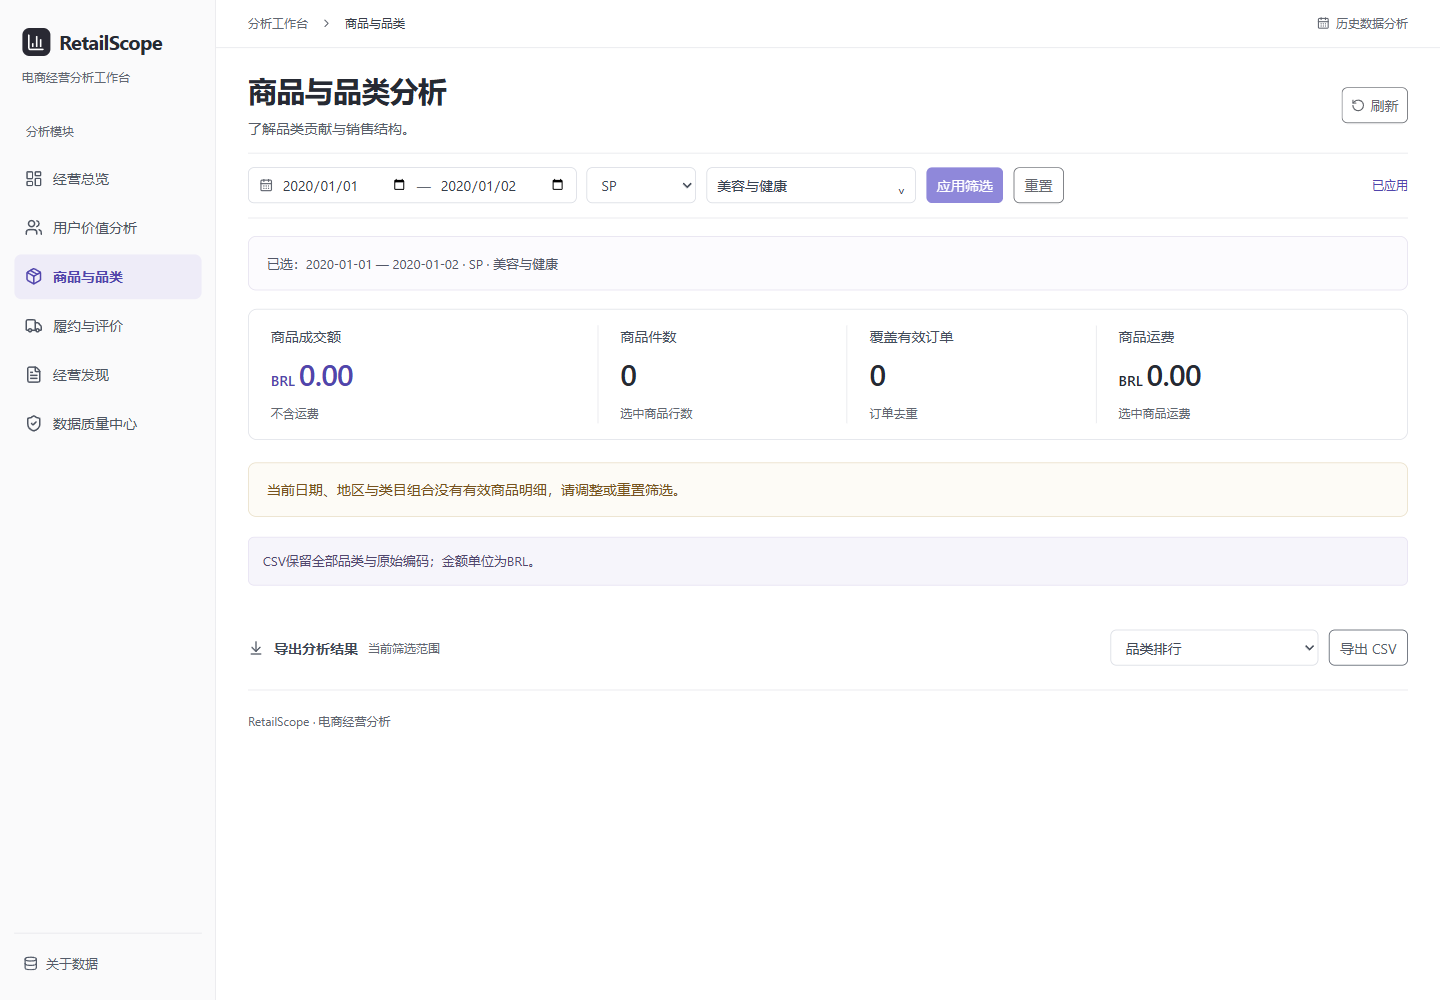 RetailScope
电商经营分析工作台
分析模块
经营总览
用户价值分析
商品与品类
履约与评价
经营发现
数据质量中心
关于数据
分析工作台 > 商品与品类
历史数据分析
商品与品类分析
了解品类贡献与销售结构。
刷新
2020/01/01 — 2020/01/02 SP 美容与健康 v 应用筛选 重置 已应用
已选：2020-01-01 — 2020-01-02 · SP · 美容与健康
商品成交额 商品件数 覆盖有效订单 商品运费
BRL 0.00 0 0 BRL 0.00
不含运费 选中商品行数 订单去重 选中商品运费
当前日期、地区与类目组合没有有效商品明细，请调整或重置筛选。
CSV保留全部品类与原始编码；金额单位为BRL。
导出分析结果 当前筛选范围 品类排行 导出 CSV
RetailScope · 电商经营分析